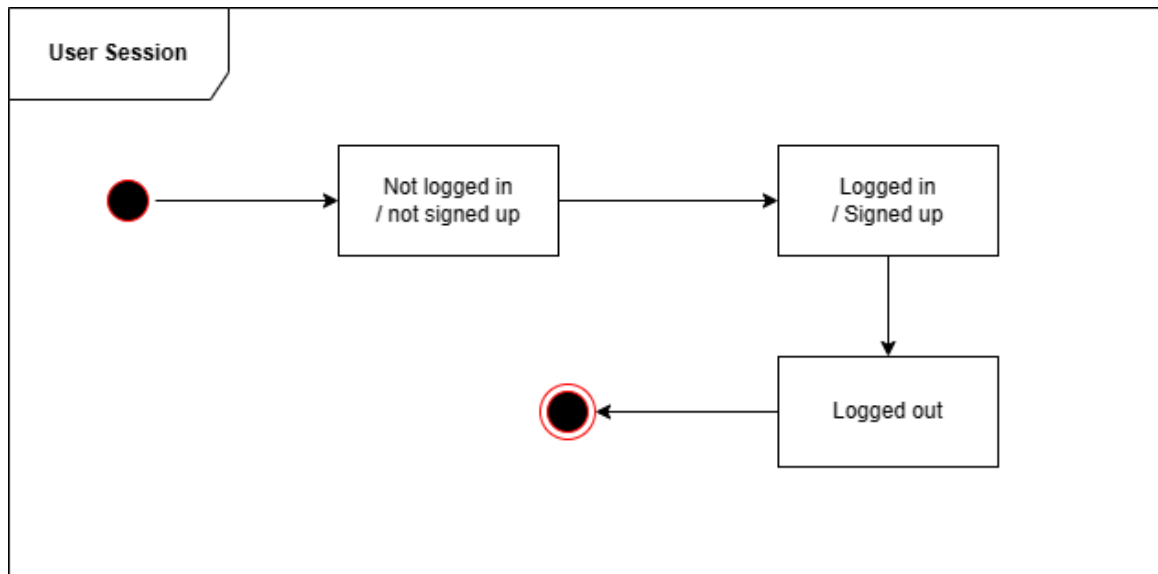 User Session
Not logged in
/ not signed up
Logged in
/ Signed up
Logged out